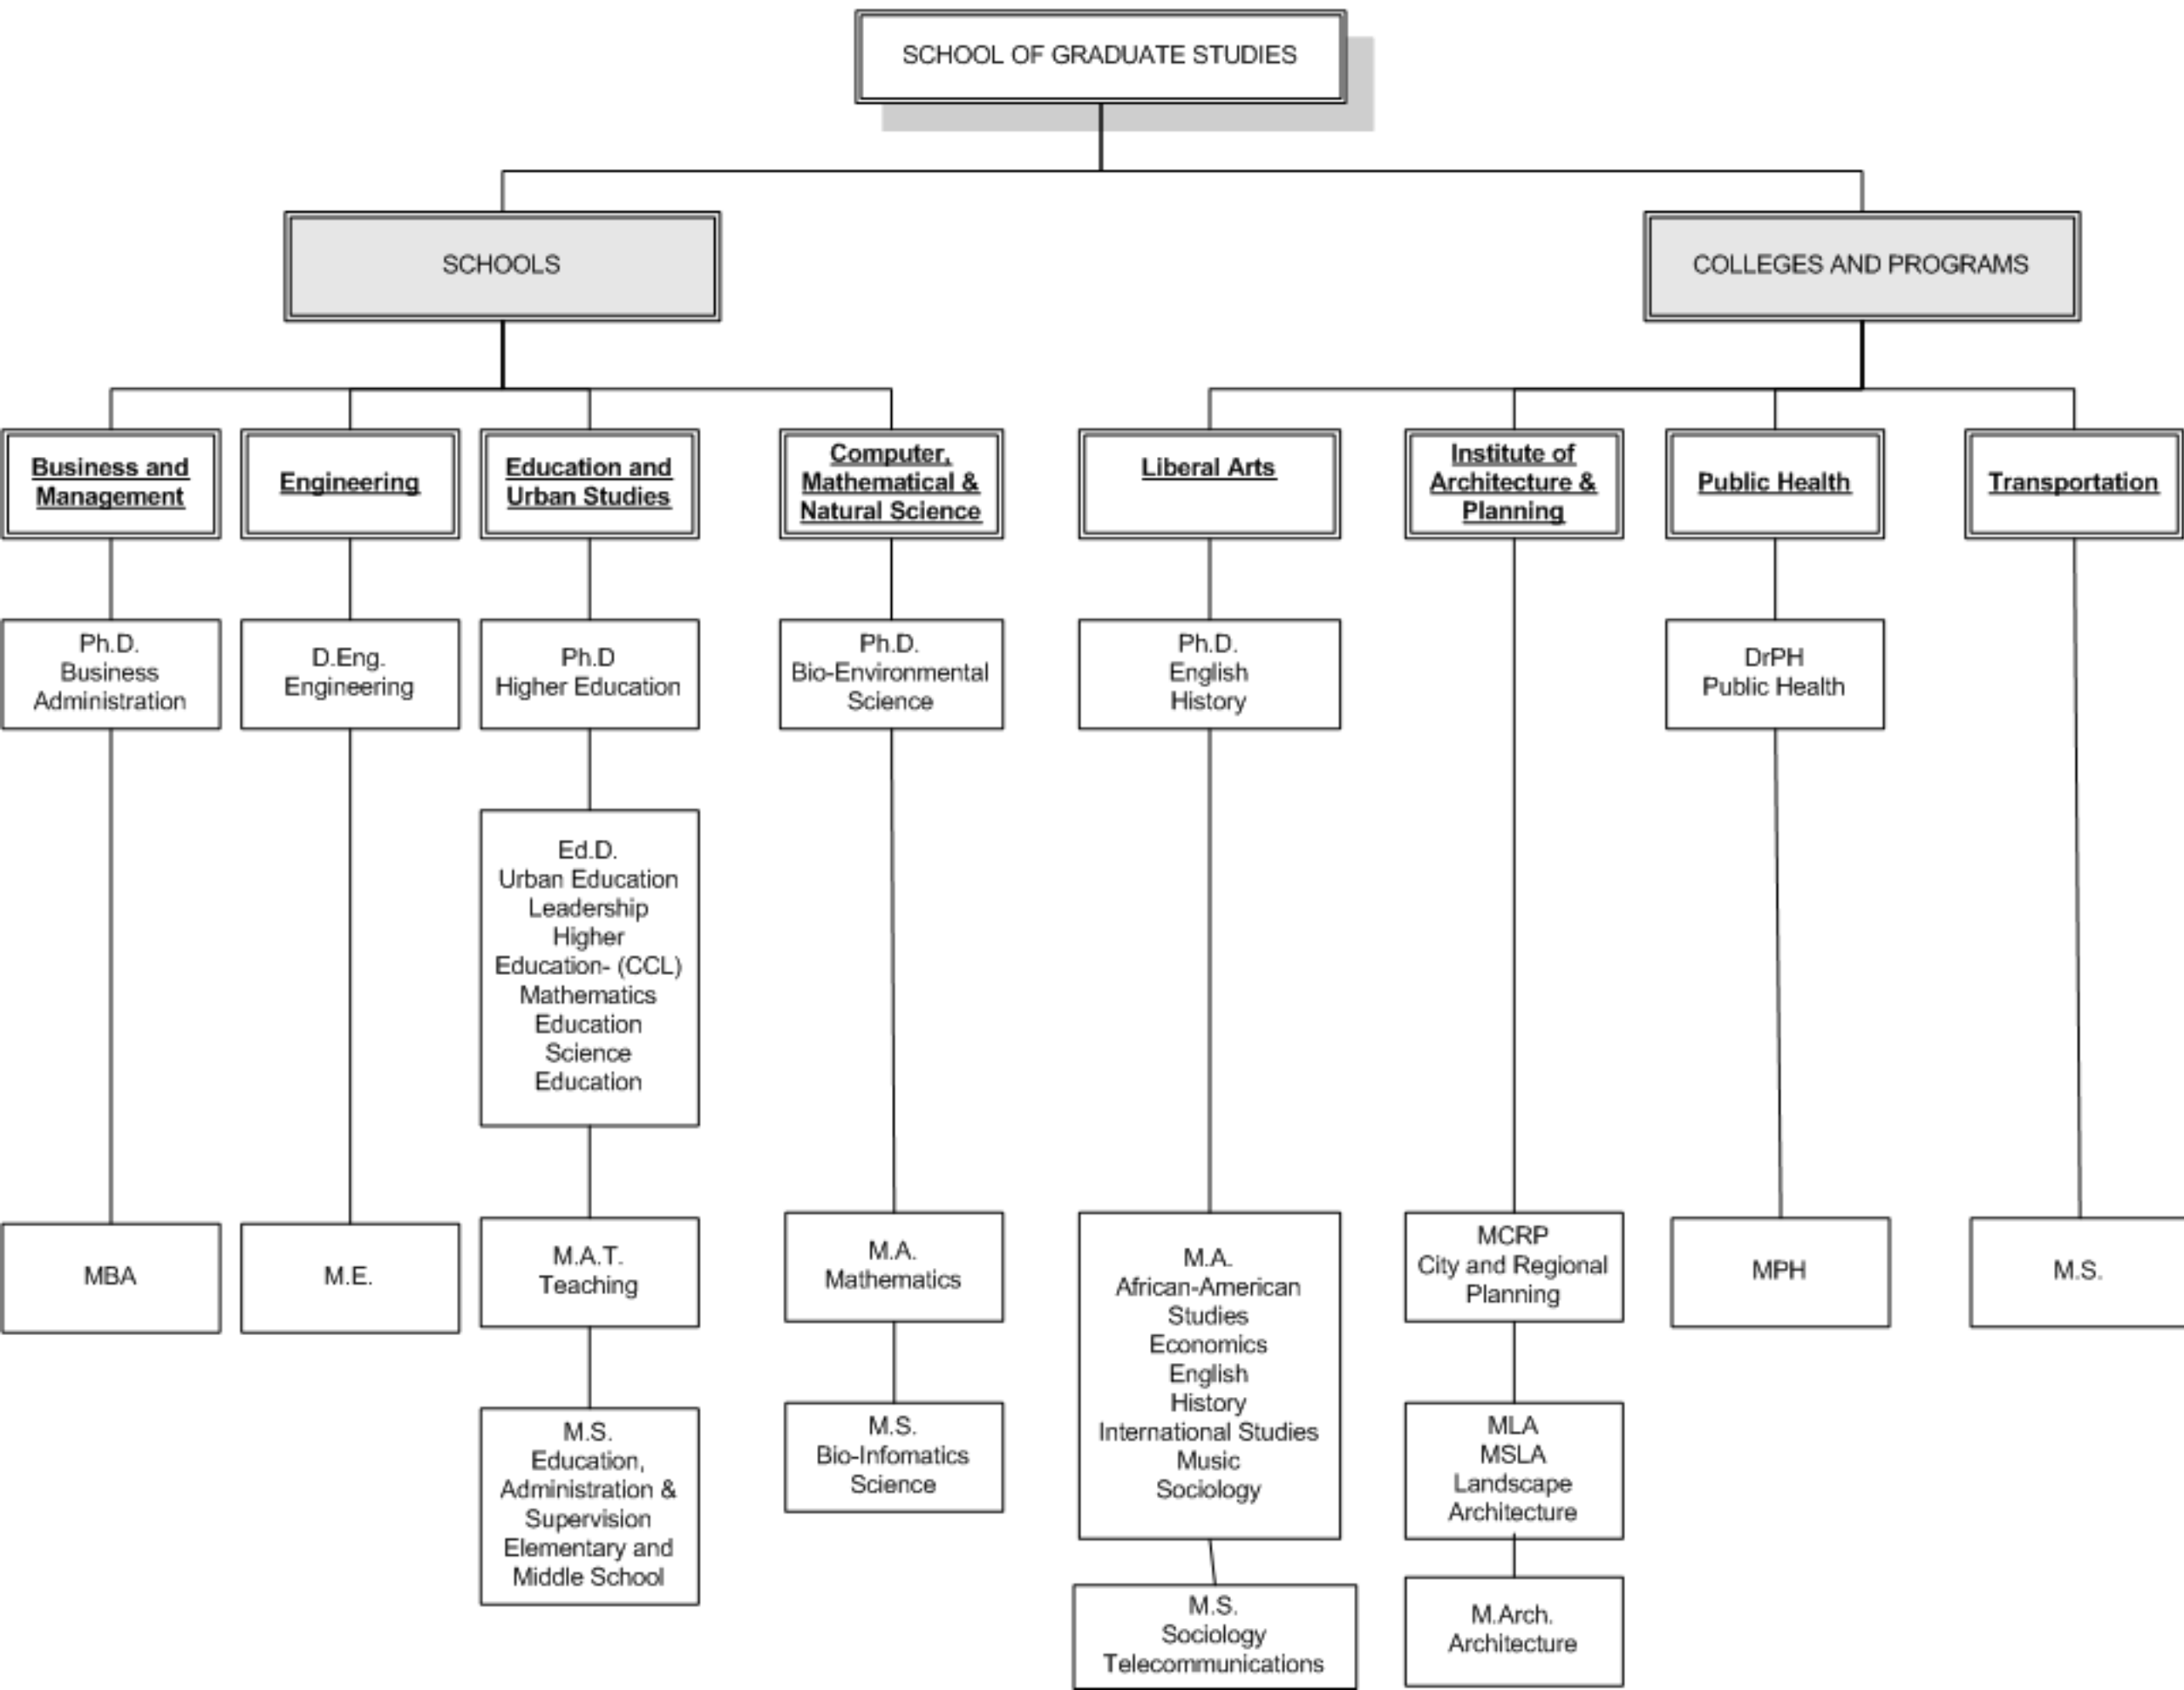 SCHOOL OF GRADUATE STUDIES
SCHOOLS
COLLEGES AND PROGRAMS
Business and
Management
Engineering
Education and
Urban Studies
Computer,
Mathematical &
Natural Science
Liberal Arts
Institute of
Architecture &
Planning
Public Health
Transportation
Ph.D.
Business
Administration
D.Eng.
Engineering
Ph.D
Higher Education
Ph.D.
Bio-Environmental
Science
Ph.D.
English
History
DrPH
Public Health
Ed.D.
Urban Education
Leadership
Higher
Education- (CCL)
Mathematics
Education
Science
Education
MBA
M.E.
M.A.T.
Teaching
M.A.
Mathematics
M.A.
African-American
Studies
Economics
English
History
International Studies
Music
Sociology
MCRP
City and Regional
Planning
MPH
M.S.
M.S.
Education,
Administration &
Supervision
Elementary and
Middle School
M.S.
Bio-Infomatics
Science
MLA
MSLA
Landscape
Architecture
M.S.
Sociology
Telecommunications
M.Arch.
Architecture